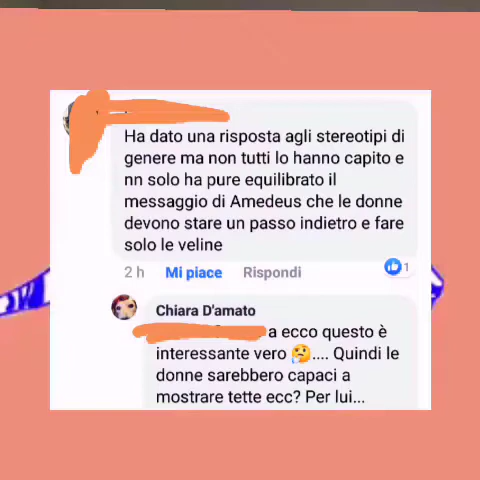 Ha dato una risposta agli stereotipi di
genere ma non tutti lo hanno capito e
nn solo ha pure equilibrato il
messaggio di Amedeus che le donne
devono stare un passo indietro e fare
solo le veline
2 h Mi piace Rispondi 1
Chiara D'amato
a ecco questo è
interessante vero 🤔.... Quindi le
donne sarebbero capaci a
mostrare tette ecc? Per lui...